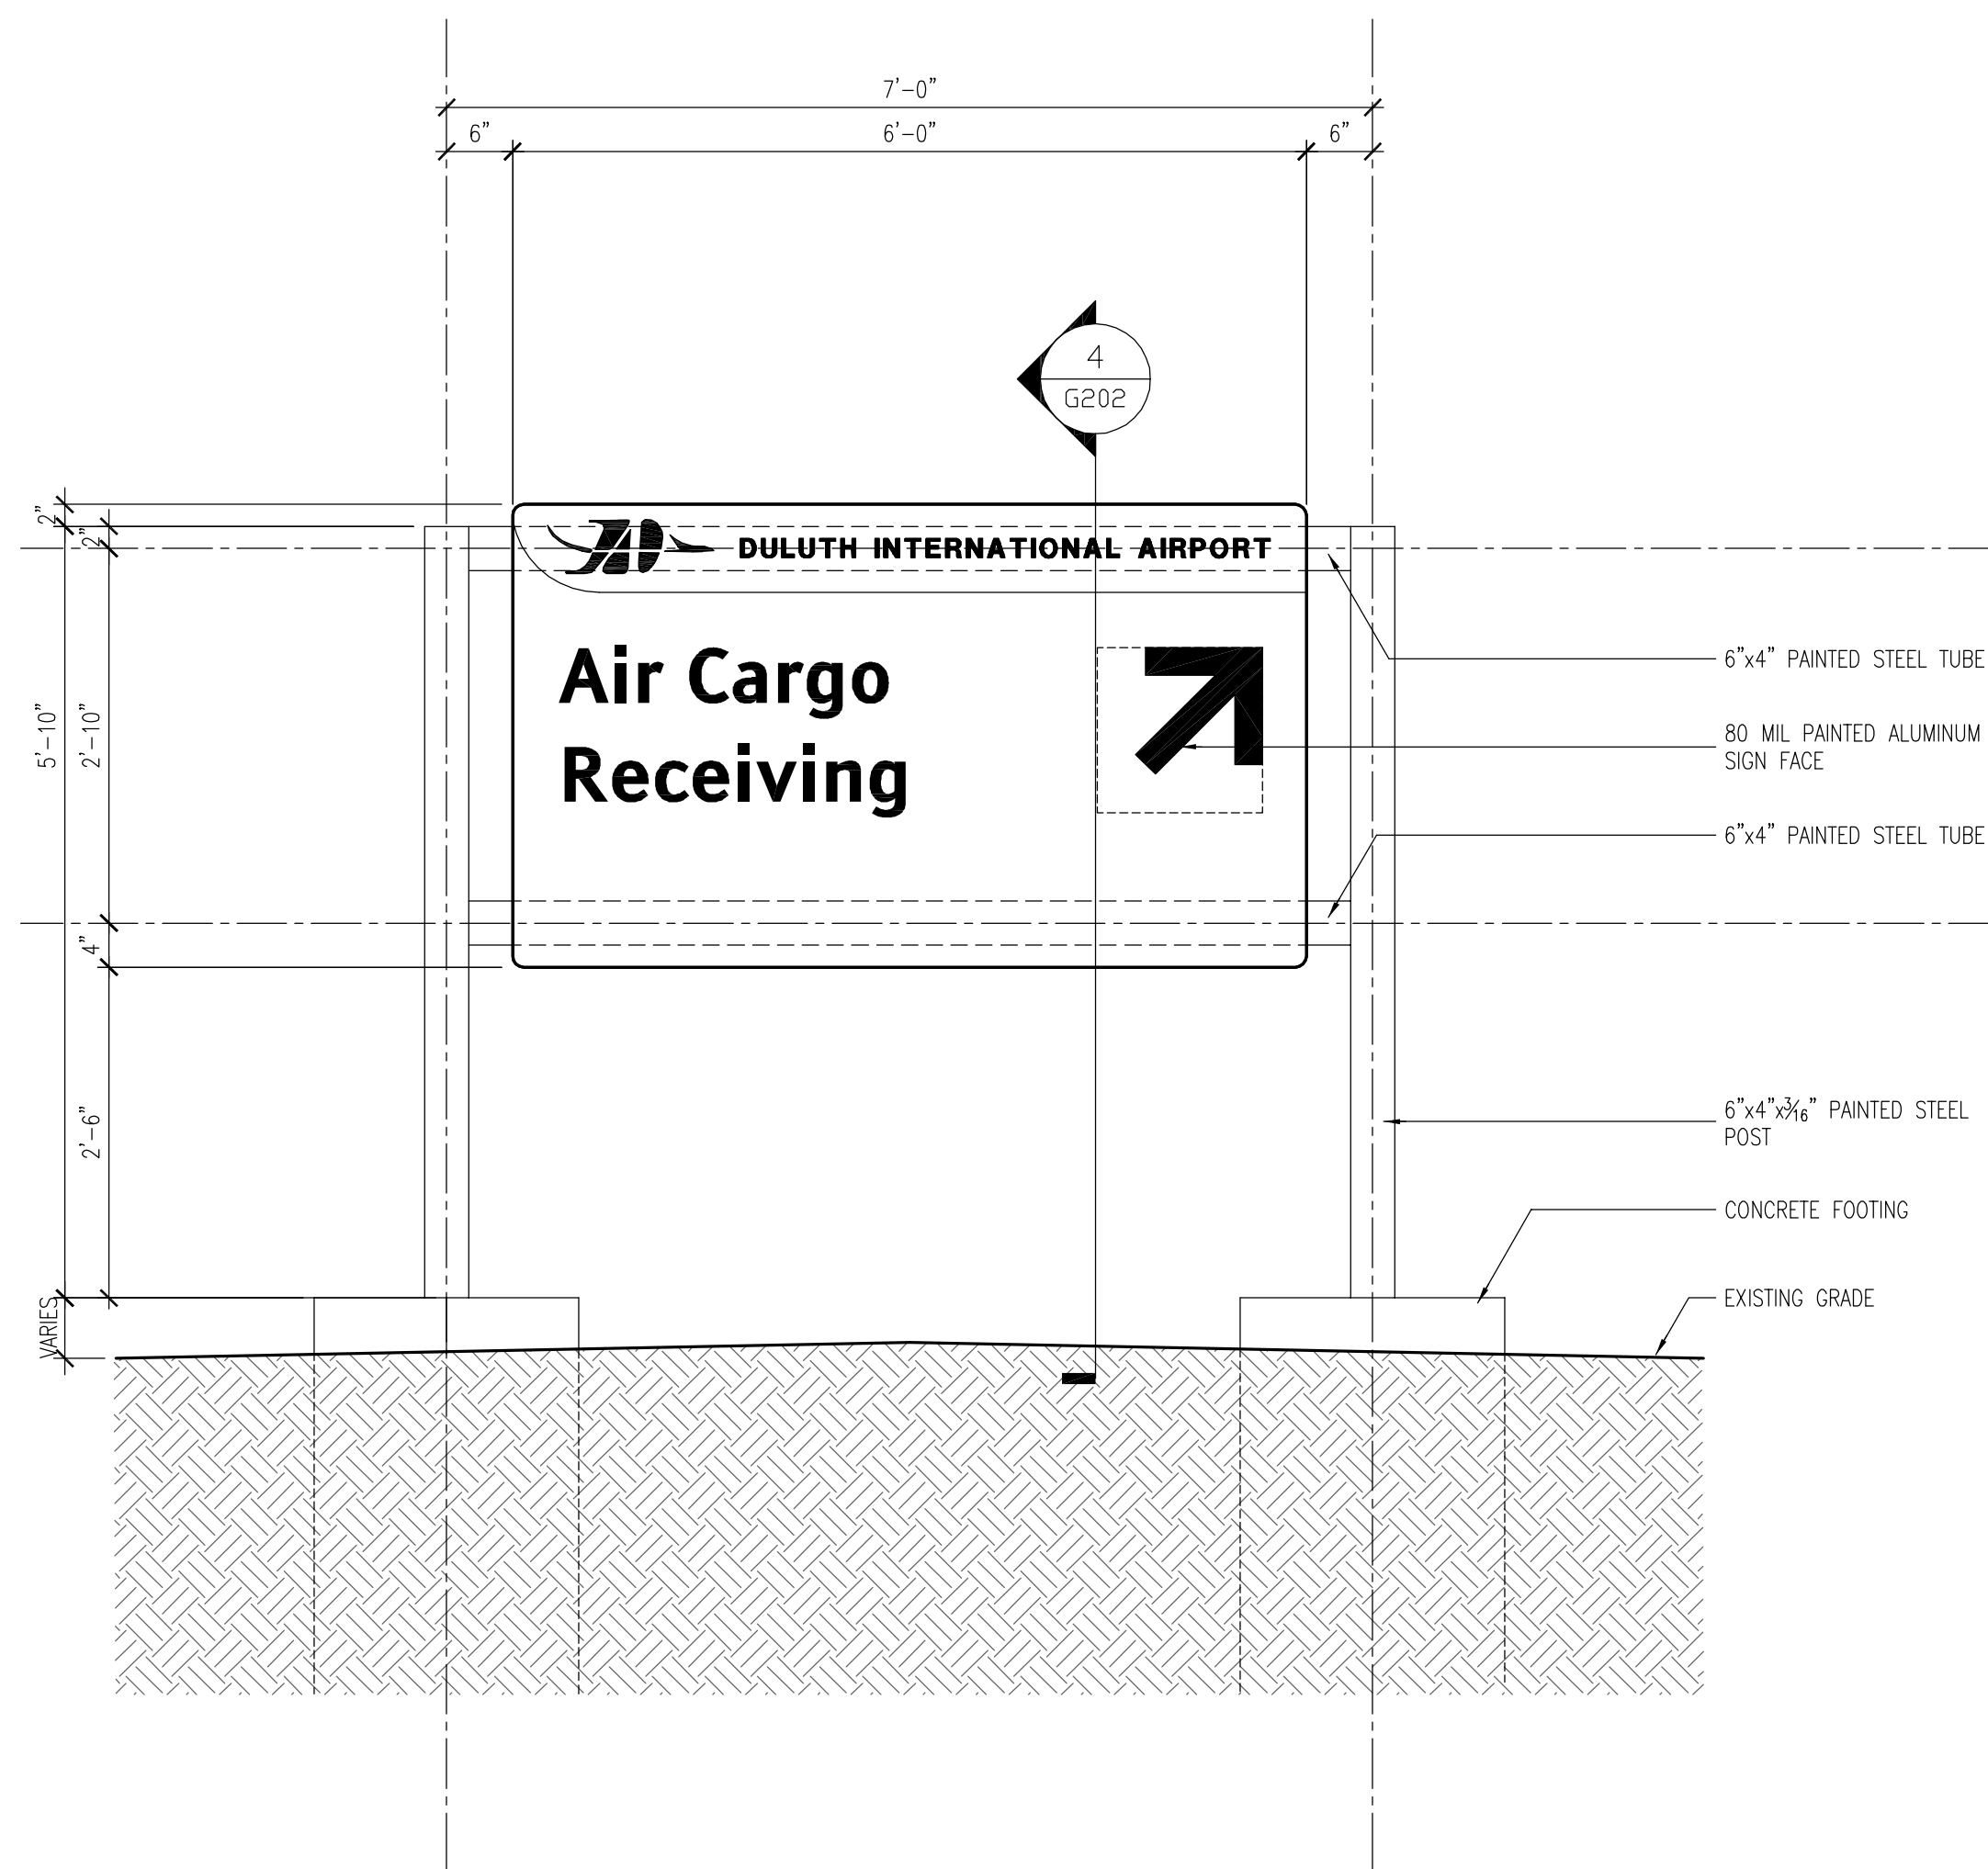 7'-0"
6"
6'-0"
6"
4
G202
2"
2"
DULUTH INTERNATIONAL AIRPORT
Air Cargo
Receiving
5'-10"
2'-10"
4"
2'-6"
VARIES
6"x4" PAINTED STEEL TUBE
80 MIL PAINTED ALUMINUM
SIGN FACE
6"x4" PAINTED STEEL TUBE
6"x4"x3/16" PAINTED STEEL
POST
CONCRETE FOOTING
EXISTING GRADE